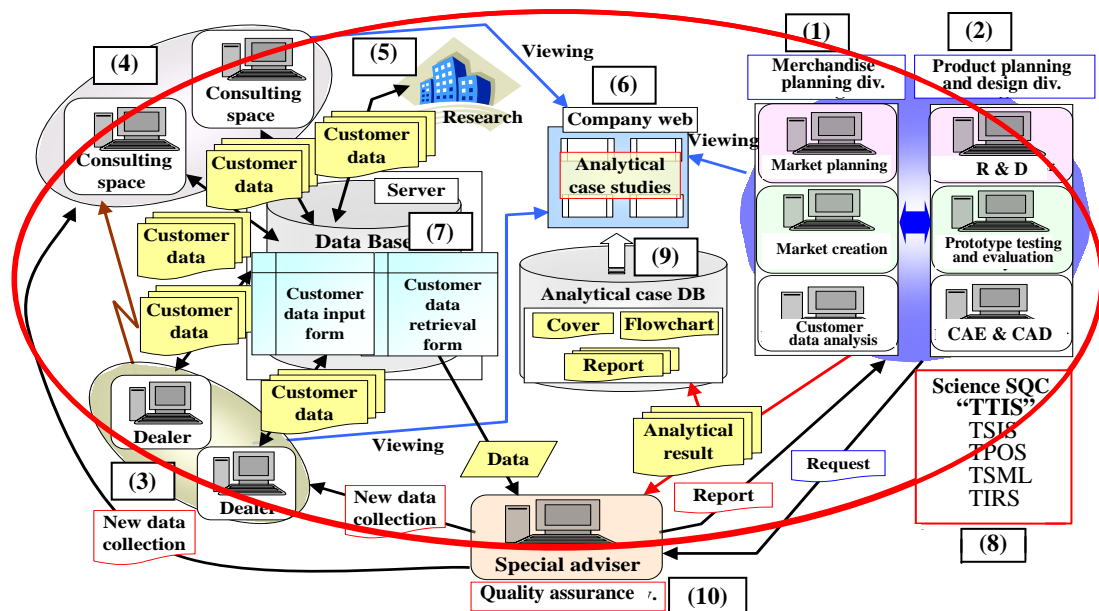 (1)
(2)
(5)
(4)
Viewing
Merchandise
planning div.
Product planning
and design div.
(6)
Consulting
space
Research
Company web
Viewing
Customer
data
Analytical
case studies
Market planning
R & D
Consulting
space
Customer
data
Server
(7)
Data Base
Customer
data
Market creation
Prototype testing
and evaluation
(9)
Customer
data input
form
Customer
data
retrieval
form
Analytical case DB
Cover
Flowchart
Customer
data
Report
Customer
data analysis
CAE & CAD
Customer
data
Science SQC
“TTIS”
TSIS
TPOS
TSML
TIRS
Dealer
Viewing
Analytical
result
Data
Request
(3)
Dealer
New data
collection
New data
collection
Report
(8)
Special adviser
Quality assurance
(10)